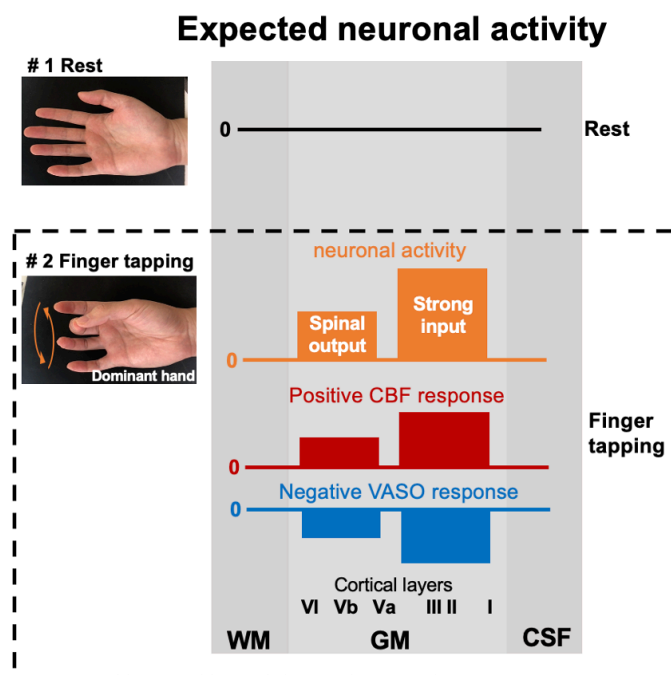 Expected neuronal activity
# 1 Rest
0
Rest
neuronal activity
# 2 Finger tapping
Spinal
output
Strong
input
0
Dominant hand
Positive CBF response
Finger
tapping
0
Negative VASO response
0
Cortical layers
VI Vb Va III II I
WM GM CSF